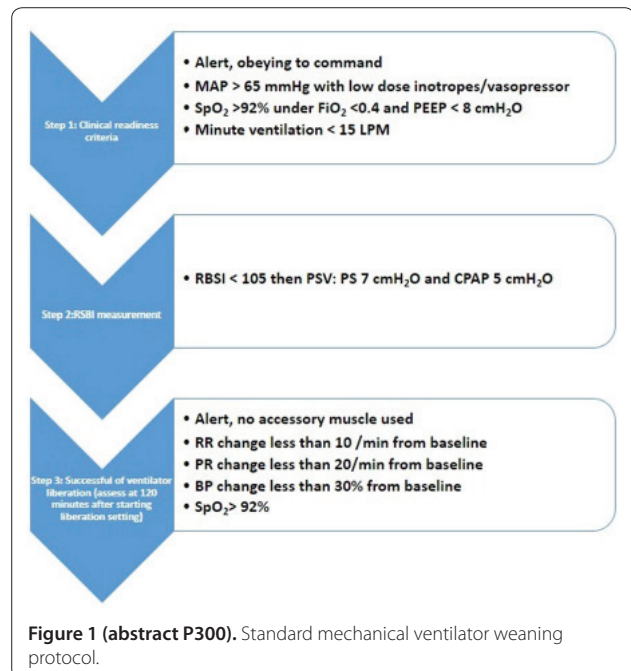 • Alert, obeying to command
• MAP > 65 mmHg with low dose inotropes/vasopressor
• SpO₂ >92% under FiO₂ <0.4 and PEEP < 8 cmH₂O
• Minute ventilation < 15 LPM
Step 1: Clinical readiness
criteria
• RBSI < 105 then PSV: PS 7 cmH₂O and CPAP 5 cmH₂O
Step 2:RSBI measurement
• Alert, no accessory muscle used
• RR change less than 10 /min from baseline
• PR change less than 20/min from baseline
• BP change less than 30% from baseline
• SpO₂> 92%
Step 3: Successful of ventilator
liberation (assess at 120
minutes after starting
liberation setting)
Figure 1 (abstract P300). Standard mechanical ventilator weaning
protocol.